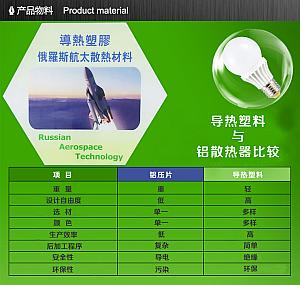 产品物料 Product material
導熱塑膠
俄羅斯航太散熱材料
Russian
Aerospace
Technology
导热塑料
与
铝散热器比较
项 目 铝压片 导热塑料
重 量 重 轻
设计自由度 低 高
选 材 单一 多样
颜 色 单一 多样
生产效率 低 高
后加工程序 复杂 简单
安全性 导电 绝缘
环保性 污染 环保